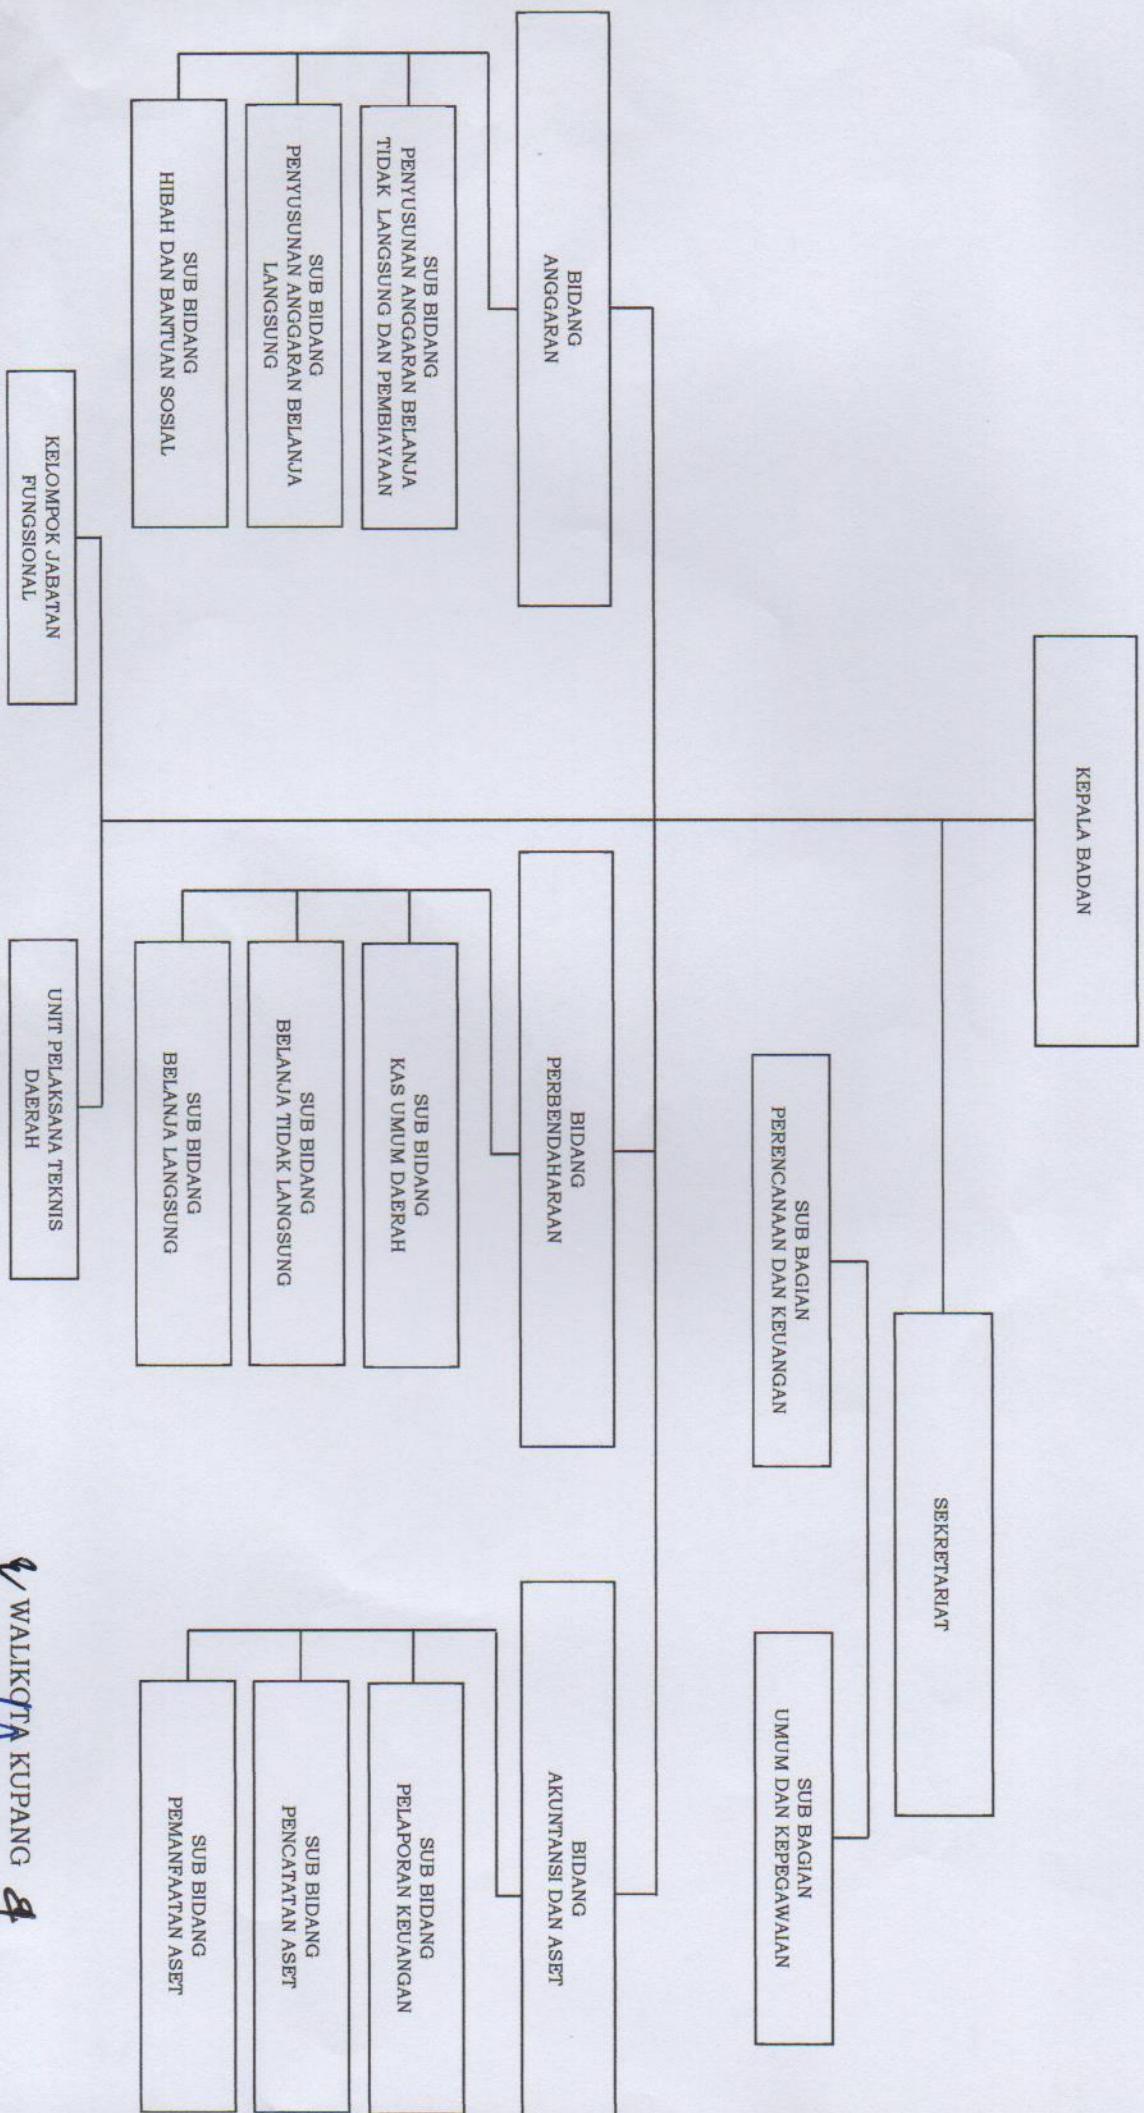 KEPALA BADAN
SEKRETARIAT
SUB BAGIAN
PERENCANAAN DAN KEUANGAN
SUB BAGIAN
UMUM DAN KEPEGAWAIAN
BIDANG
ANGGARAN
SUB BIDANG
PENYUSUNAN ANGGARAN BELANJA
TIDAK LANGSUNG DAN PEMBIAYAAN
SUB BIDANG
PENYUSUNAN ANGGARAN BELANJA
LANGSUNG
SUB BIDANG
HIBAH DAN BANTUAN SOSIAL
BIDANG
PERBENDAHARAAN
SUB BIDANG
KAS UMUM DAERAH
SUB BIDANG
BELANJA TIDAK LANGSUNG
SUB BIDANG
BELANJA LANGSUNG
BIDANG
AKUNTANSI DAN ASET
SUB BIDANG
PELAPORAN KEUANGAN
SUB BIDANG
PENCATATAN ASET
SUB BIDANG
PEMANFAATAN ASET
KELOMPOK JABATAN
FUNGSIONAL
UNIT PELAKSANA TEKNIS
DAERAH
WALIKOTA KUPANG